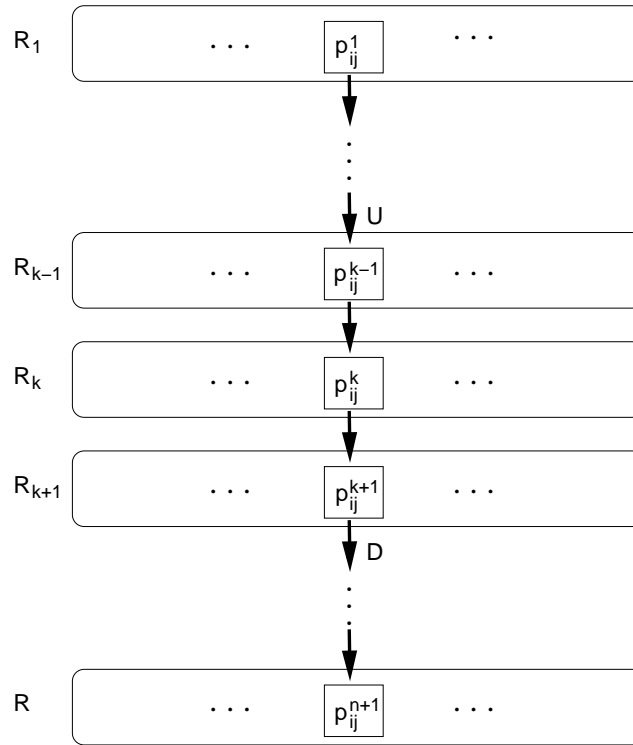 R₁ ... p¹ᵢⱼ ...
...
U
Rₖ₋₁ ... pᵏ⁻¹ᵢⱼ ...
Rₖ ... pᵏᵢⱼ ...
Rₖ₊₁ ... pᵏ⁺¹ᵢⱼ ...
D
...
R ... pⁿ⁺¹ᵢⱼ ...